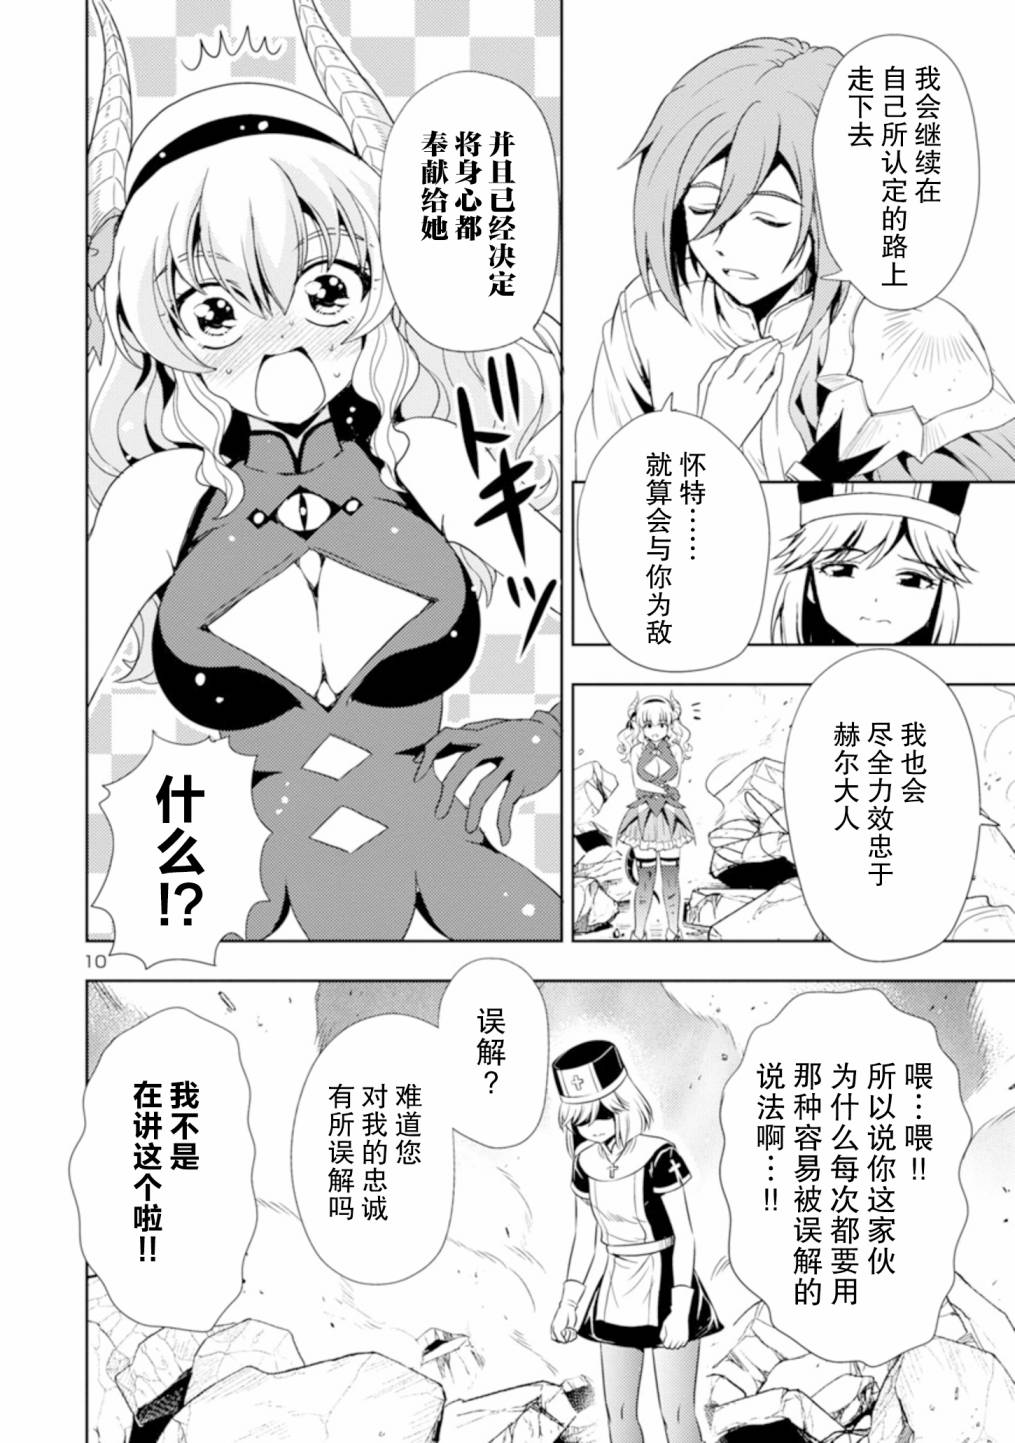 我会继续在
自己所认定的路上
走下去
怀特……
就算会与你为敌
我也会
尽全力效忠于
赫尔大人
并且已经决定
将身心都
奉献给她
ドキィッ
什么!?
10
喂…喂!!
所以说你这家伙
为什么每次都要用
那种容易被误解的
说法啊…!!
误解？
难道您
对我的忠诚
有所误解吗
我不是
在讲这个啦!!